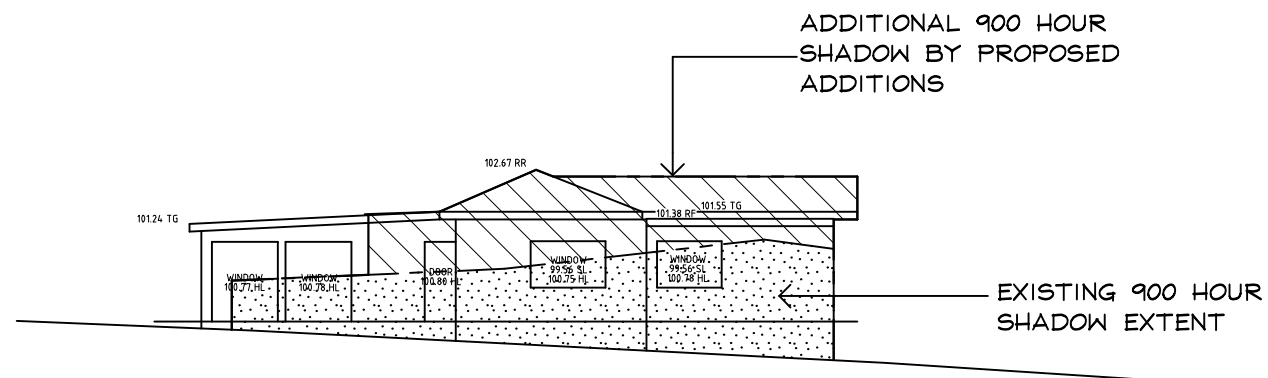 ADDITIONAL 900 HOUR
SHADOW BY PROPOSED
ADDITIONS
102.67 RR
101.24 TG
101.55 TG
101.38 RF
WINDOW
100.77 HL
WINDOW
100.78 HL
DOOR
100.80 HL
WINDOW
99.56 SL
100.75 HL
WINDOW
99.56 SL
100.78 HL
EXISTING 900 HOUR
SHADOW EXTENT